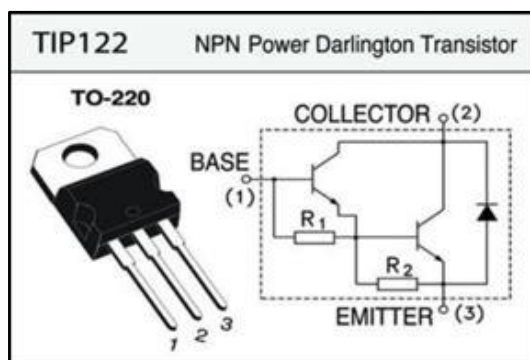 TIP122 NPN Power Darlington Transistor
TO-220
1 2 3
COLLECTOR (2)
BASE
(1)
R1
R2
EMITTER (3)